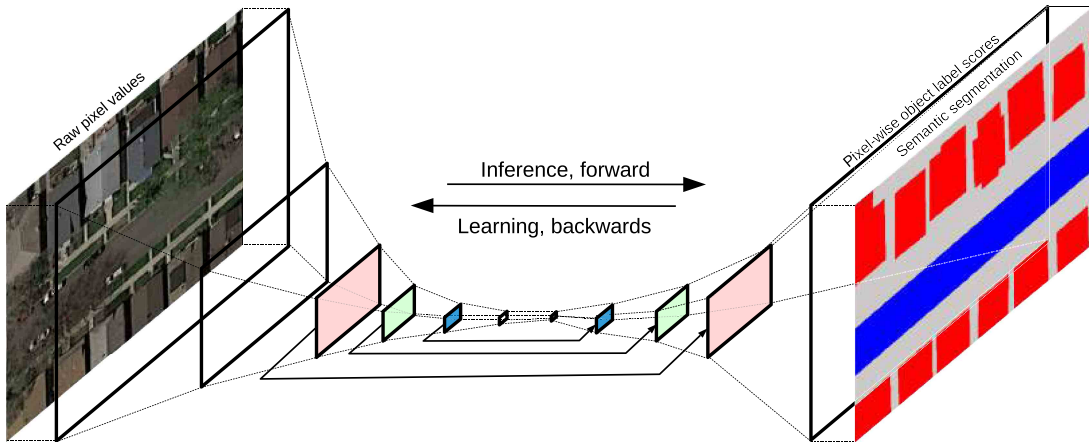 Raw pixel values
Inference, forward
Learning, backwards
Pixel-wise object label scores
Semantic segmentation